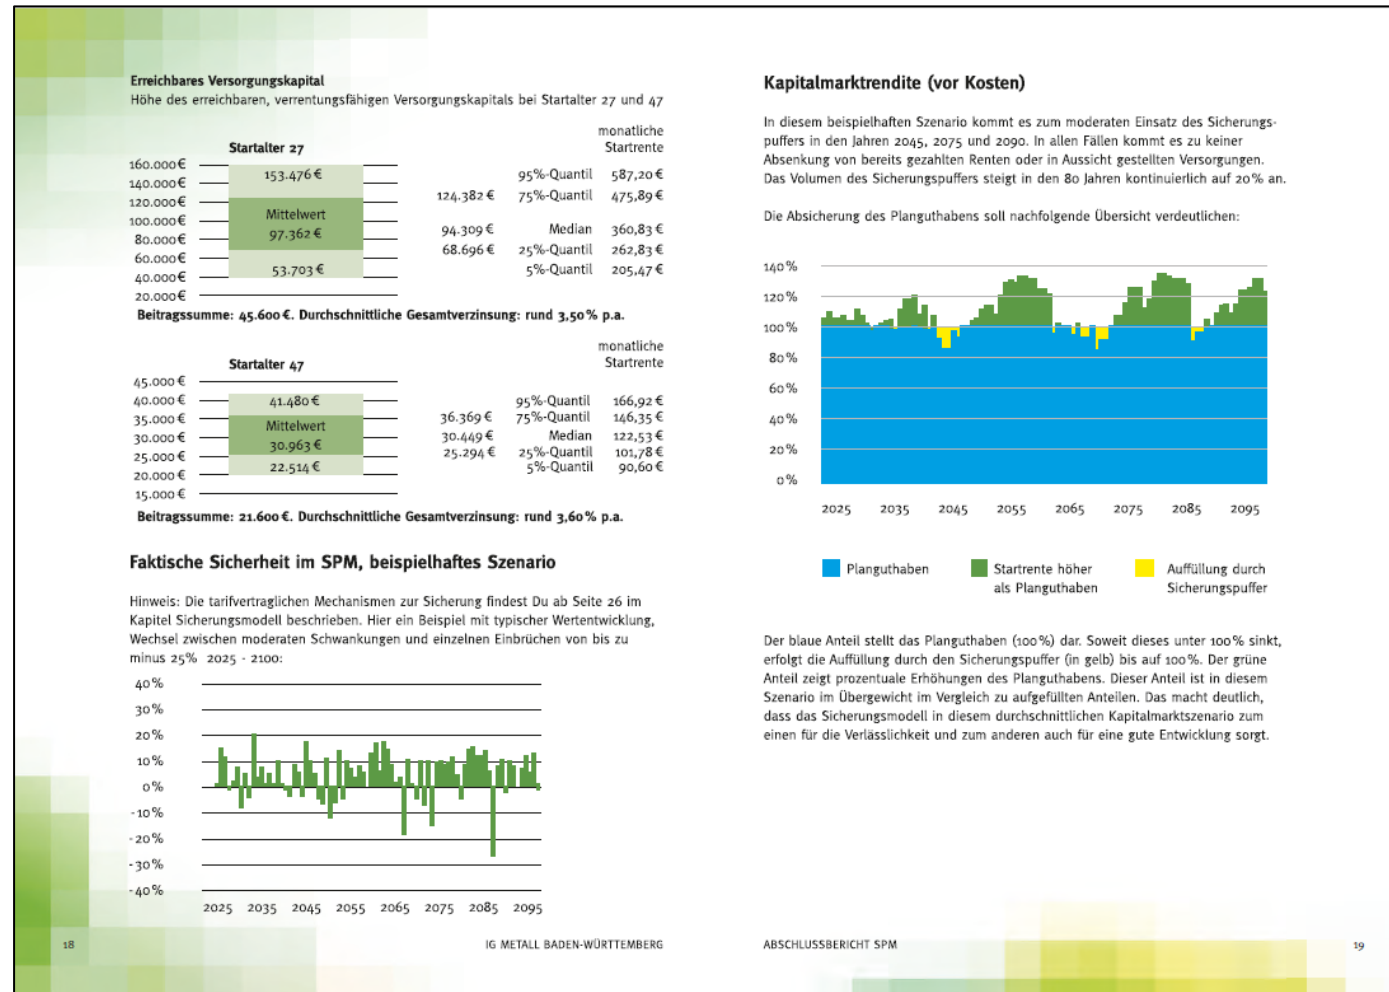 Erreichbares Versorgungskapital
Höhe des erreichbaren, verrentungsfähigen Versorgungskapitals bei Startalter 27 und 47
monatliche
Startalter 27 Startrente
160.000 €
153.476 € 95%-Quantil 587,20 €
140.000 €
124.382 € 75%-Quantil 475,89 €
120.000 €
Mittelwert
100.000 €
97.362 € 94.309 € Median 360,83 €
80.000 €
68.696 € 25%-Quantil 262,83 €
60.000 €
53.703 € 5%-Quantil 205,47 €
40.000 €
20.000 €
Beitragssumme: 45.600 €. Durchschnittliche Gesamtverzinsung: rund 3,50 % p.a.
monatliche
Startalter 47 Startrente
45.000 €
40.000 € 41.480 € 95%-Quantil 166,92 €
35.000 € 36.369 € 75%-Quantil 146,35 €
Mittelwert
30.000 € 30.449 € Median 122,53 €
30.963 €
25.000 € 25.294 € 25%-Quantil 101,78 €
22.514 € 5%-Quantil 90,60 €
20.000 €
15.000 €
Beitragssumme: 21.600 €. Durchschnittliche Gesamtverzinsung: rund 3,60 % p.a.
Faktische Sicherheit im SPM, beispielhaftes Szenario
Hinweis: Die tarifvertraglichen Mechanismen zur Sicherung findest Du ab Seite 26 im
Kapitel Sicherungsmodell beschrieben. Hier ein Beispiel mit typischer Wertentwicklung,
Wechsel zwischen moderaten Schwankungen und einzelnen Einbrüchen von bis zu
minus 25% 2025 - 2100:
40 %
30 %
20 %
10 %
0 %
- 10 %
- 20 %
- 30 %
- 40 %
2025 2035 2045 2055 2065 2075 2085 2095
18 IG METALL BADEN-WÜRTTEMBERG
Kapitalmarktrendite (vor Kosten)
In diesem beispielhaften Szenario kommt es zum moderaten Einsatz des Sicherungs-
puffers in den Jahren 2045, 2075 und 2090. In allen Fällen kommt es zu keiner
Absenkung von bereits gezahlten Renten oder in Aussicht gestellten Versorgungen.
Das Volumen des Sicherungspuffers steigt in den 80 Jahren kontinuierlich auf 20 % an.
Die Absicherung des Planguthabens soll nachfolgende Übersicht verdeutlichen:
140 %
120 %
100 %
80 %
60 %
40 %
20 %
0 %
2025 2035 2045 2055 2065 2075 2085 2095
Planguthaben Startrente höher Auffüllung durch
als Planguthaben Sicherungspuffer
Der blaue Anteil stellt das Planguthaben (100 %) dar. Soweit dieses unter 100 % sinkt,
erfolgt die Auffüllung durch den Sicherungspuffer (in gelb) bis auf 100 %. Der grüne
Anteil zeigt prozentuale Erhöhungen des Planguthabens. Dieser Anteil ist in diesem
Szenario im Übergewicht im Vergleich zu aufgefüllten Anteilen. Das macht deutlich,
dass das Sicherungsmodell in diesem durchschnittlichen Kapitalmarktszenario zum
einen für die Verlässlichkeit und zum anderen auch für eine gute Entwicklung sorgt.
ABSCHLUSSBERICHT SPM 19